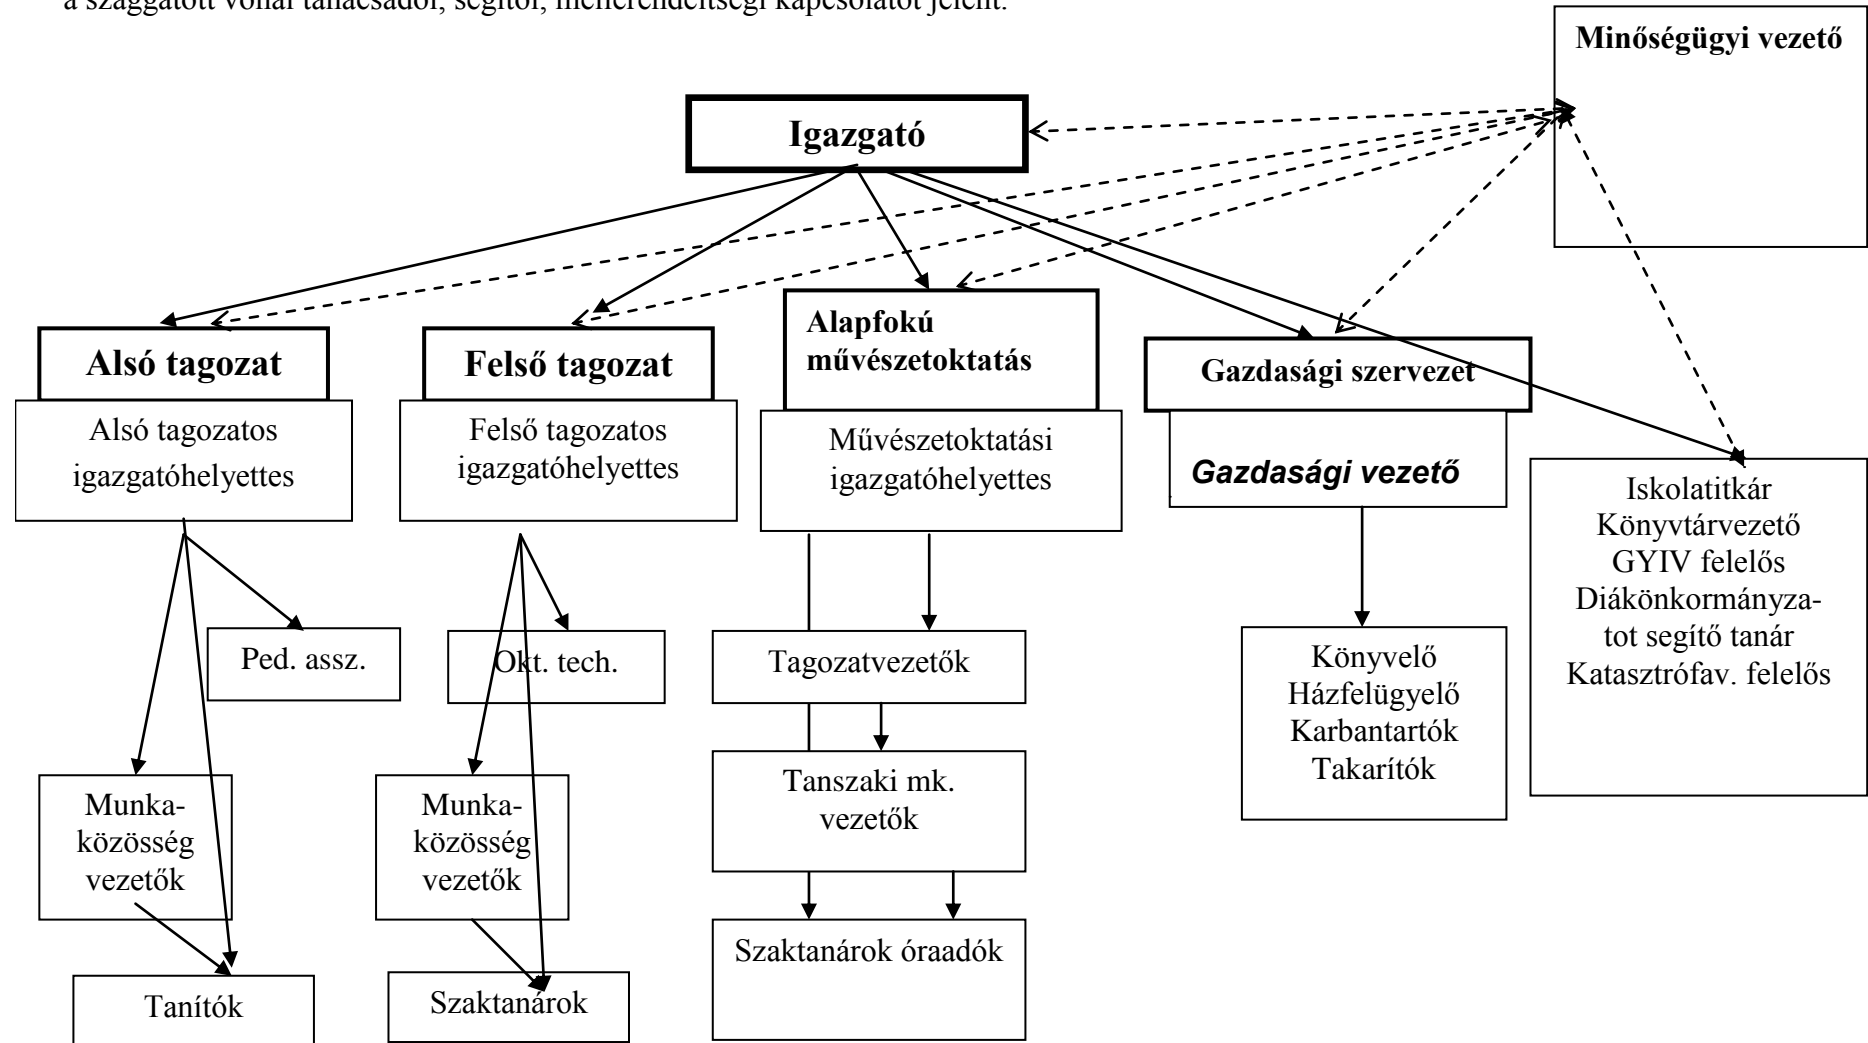 a szaggatott vonal tanácsadói, segítői, mellérendeltségi kapcsolatot jelent.
Minőségügyi vezető
Igazgató
Alsó tagozat
Alsó tagozatos
igazgatóhelyettes
Felső tagozat
Felső tagozatos
igazgatóhelyettes
Alapfokú
művészetoktatás
Művészetoktatási
igazgatóhelyettes
Gazdasági szervezet
Gazdasági vezető
Iskolatitkár
Könyvtárvezető
GYIV felelős
Diákönkormányza-
tot segítő tanár
Katasztrófav. felelős
Ped. assz.
Okt. tech.
Tagozatvezetők
Könyvelő
Házfelügyelő
Karbantartók
Takarítók
Munka-
közösség
vezetők
Munka-
közösség
vezetők
Tanszaki mk.
vezetők
Tanítók
Szaktanárok
Szaktanárok óraadók